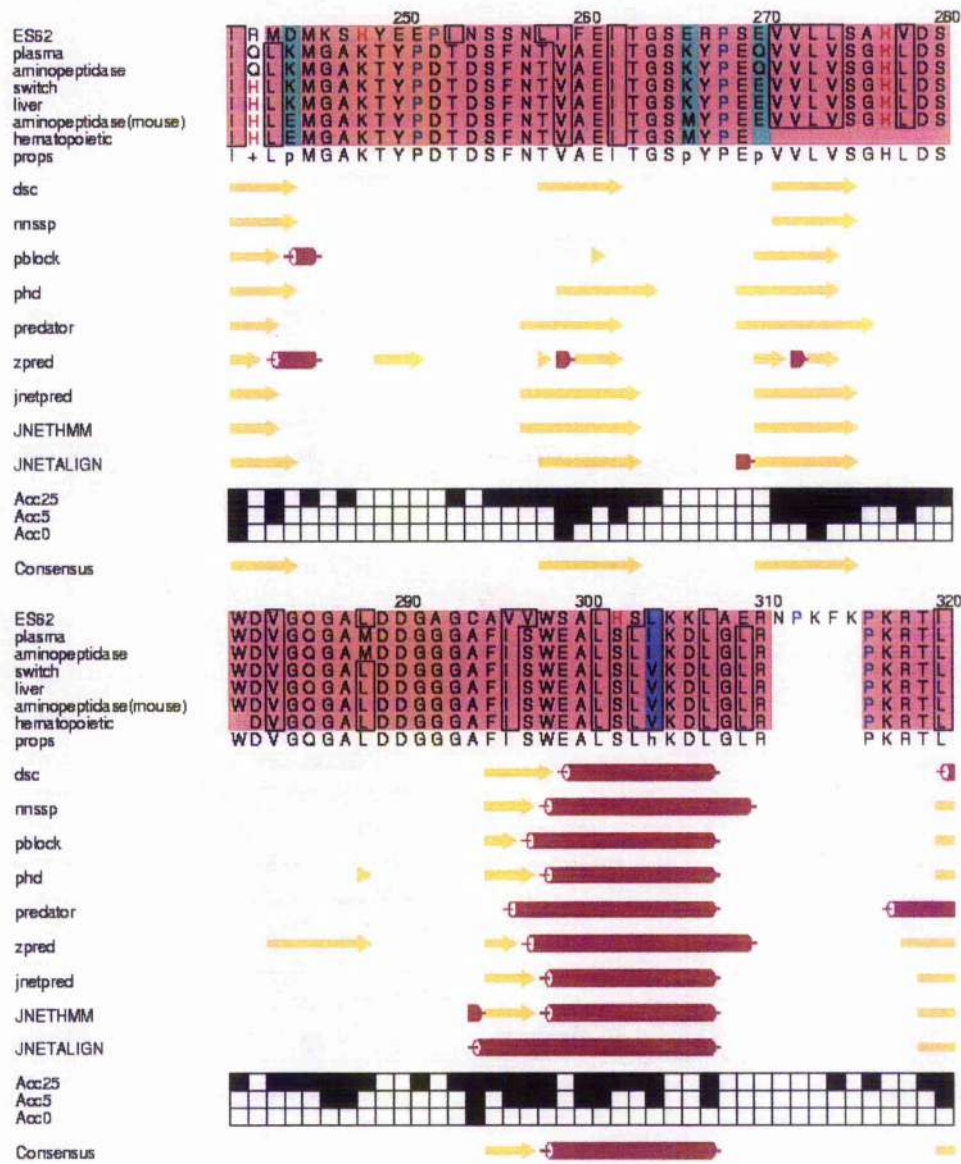 250 260 270 280
ES62 I R M D M K S H Y E E P L N S S N L I F E I T G S K R P S E V V L L S A H V D S
plasma I Q L K M G A K T Y P D T D S F N T V A E I T G S K Y P E Q V V L V S G H L D S
aminopeptidase I Q L K M G A K T Y P D T D S F N T V A E I T G S K Y P E Q V V L V S G H L D S
switch I H L K M G A K T Y P D T D S F N T V A E I T G S K Y P E E V V L V S G H L D S
liver I H L E M G A K T Y P D T D S F N T V A E I T G S K Y P E E V V L V S G H L D S
aminopeptidase(mouse) I H L E M G A K T Y P D T D S F N T V A E I T G S M Y P E E V V L V S G H L D S
hematopoietic
props I + L p M G A K T Y P D T D S F N T V A E I T G S p Y P E p V V L V S G H L D S
dsc
nnssp
pblock
phd
predator
zpred
jnetpred
JNETHMM
JNETALIGN
Acc25
Acc5
Acc0
Consensus
290 300 310 320
ES62 W D V G Q G A L D D G A G C A V V W S A L H S L K K L A E R N P K F K P K R T L
plasma W D V G Q G A M D D G G G A F I S W E A L S L I K D L G L R P K R T L
aminopeptidase W D V G Q G A M D D G G G A F I S W E A L S L I K D L G L R P K R T L
switch W D V G Q G A L D D G G G A F I S W E A L S L V K D L G L R P K R T L
liver W D V G Q G A L D D G G G A F I S W E A L S L V K D L G L R P K R T L
aminopeptidase(mouse) W D V G Q G A L D D G G G A F I S W E A L S L V K D L G L R P K R T L
hematopoietic D V G Q G A L D D G G G A F I S W E A L S L V K D L G L R P K R T L
props W D V G Q G A L D D G G G A F I S W E A L S L h K D L G L R P K R T L
dsc
nnssp
pblock
phd
predator
zpred
jnetpred
JNETHMM
JNETALIGN
Acc25
Acc5
Acc0
Consensus